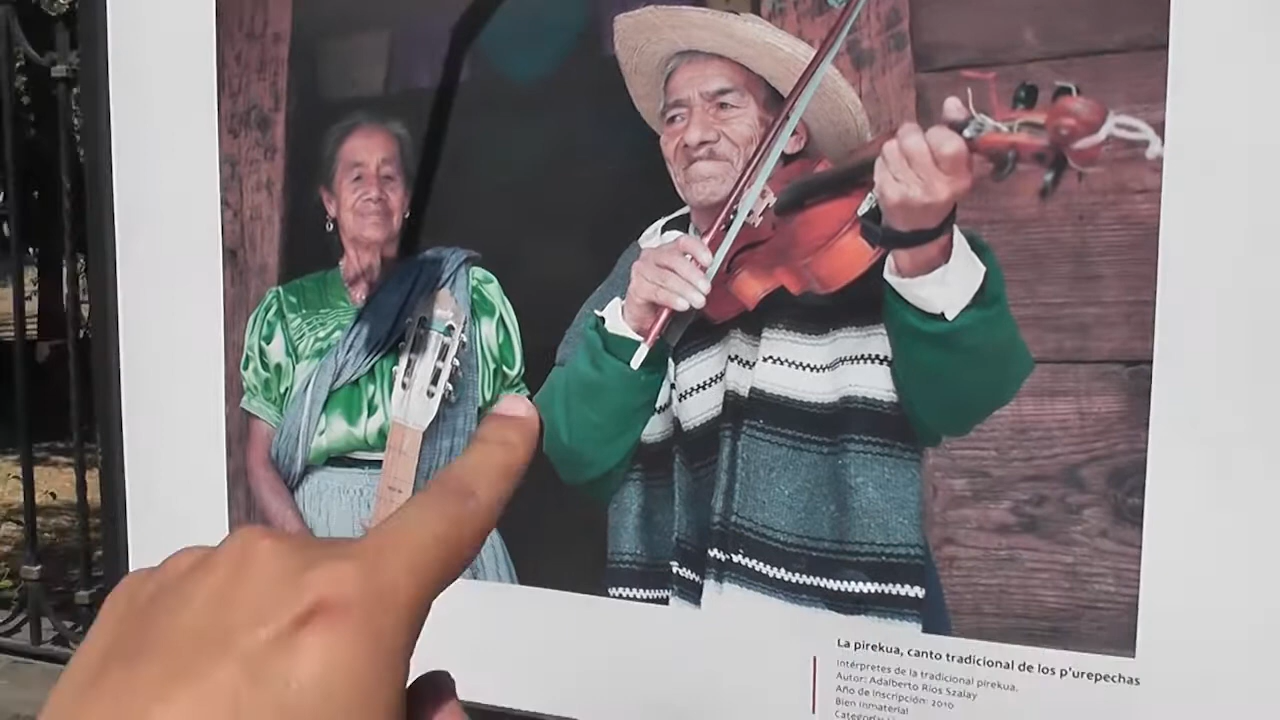 La pirekua, canto tradicional de los p'urepechas
Intérpretes de la tradicional pirekua.
Autor: Adalberto Ríos Szalay
Año de inscripción: 2010
Bien Inmaterial
Categoría: